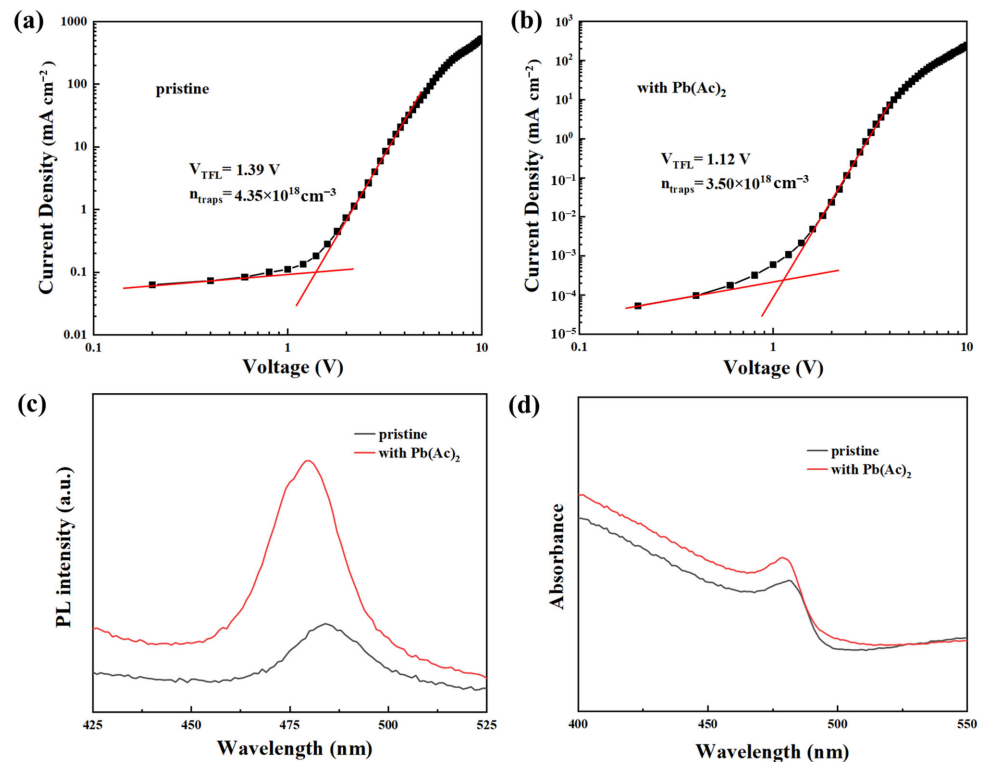 (a)
1000
100
10
1
0.1
0.01
0.1
1
10
Current Density (mA cm⁻²)
Voltage (V)
pristine
V_TFL= 1.39 V
n_traps= 4.35×10¹⁸cm⁻³
(b)
10³
10²
10¹
10⁰
10⁻¹
10⁻²
10⁻³
10⁻⁴
10⁻⁵
0.1
1
10
Current Density (mA cm⁻²)
Voltage (V)
with Pb(Ac)₂
V_TFL= 1.12 V
n_traps= 3.50×10¹⁸cm⁻³
(c)
PL intensity (a.u.)
pristine
with Pb(Ac)₂
425
450
475
500
525
Wavelength (nm)
(d)
Absorbance
pristine
with Pb(Ac)₂
400
450
500
550
Wavelength (nm)